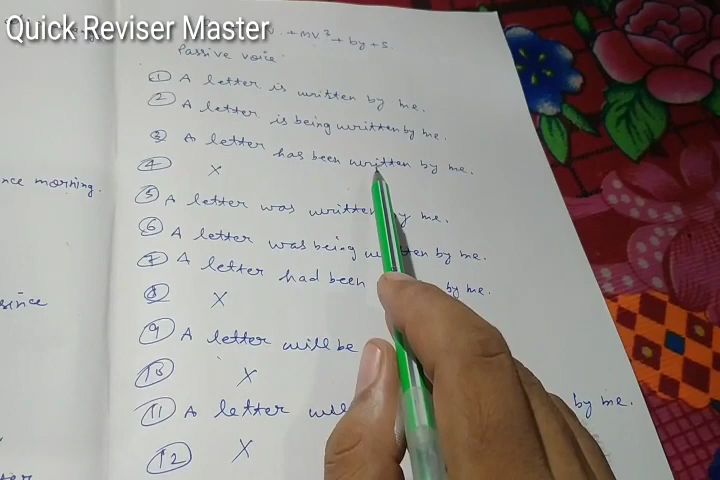 Quick Reviser Master
+ MV³ + by + S.
Passive voice
① A letter is written by me.
② A letter is being written by me.
③ A letter has been written by me.
④ X
nce morning.
⑤ A letter was written by me.
⑥ A letter was being written by me.
⑦ A letter had been by me.
⑧ X
since
⑨ A letter will be
10 X
⑪ A letter will by me.
⑫ X